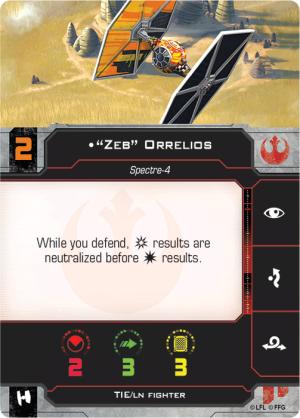 2
•"Zeb" Orrelios
Spectre-4
While you defend, results are
neutralized before results.
2 3 3
TIE/ln fighter
©LFL ©FFG